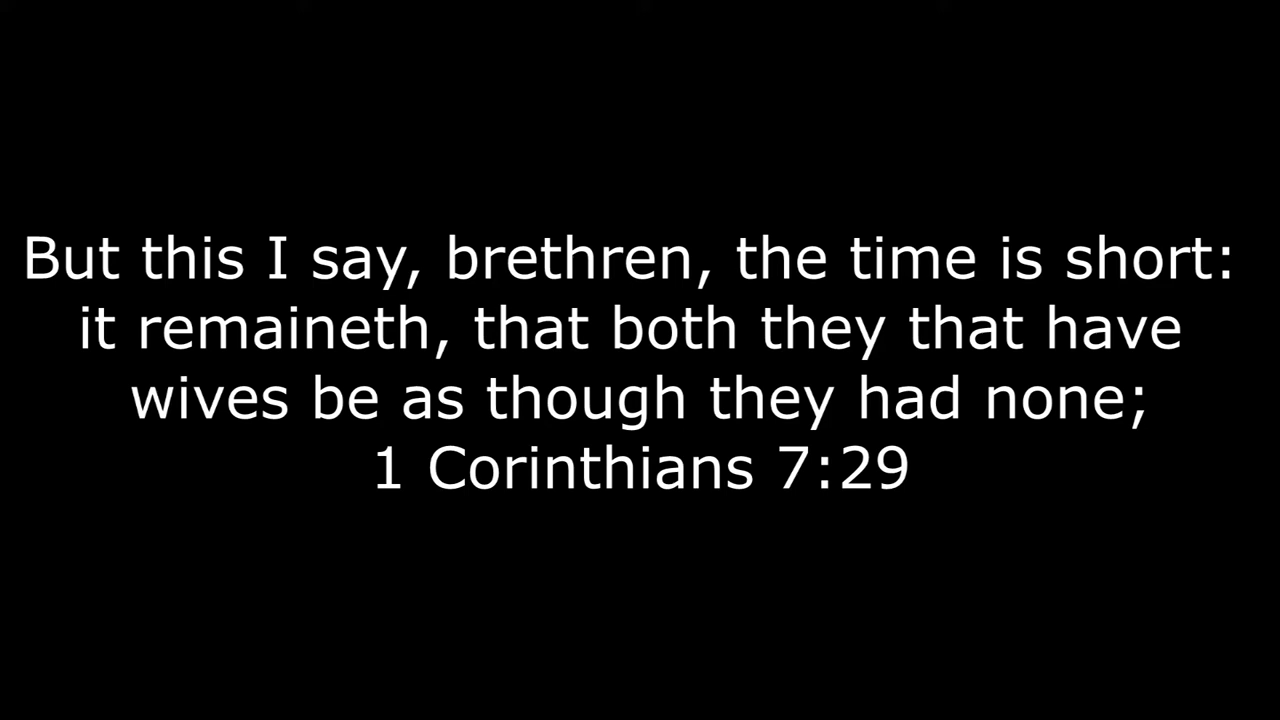 But this I say, brethren, the time is short:
it remaineth, that both they that have
wives be as though they had none;
1 Corinthians 7:29